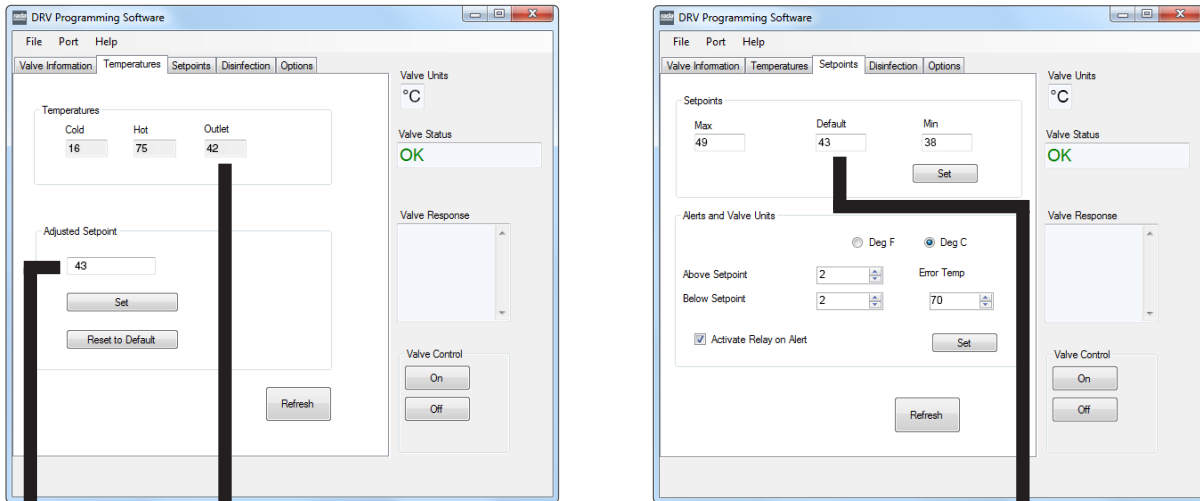 DRV Programming Software
File Port Help
Valve Information Temperatures Setpoints Disinfection Options
Temperatures
Cold Hot Outlet
16 75 42
Adjusted Setpoint
43
Set
Reset to Default
Refresh
Valve Units
°C
Valve Status
OK
Valve Response
Valve Control
On
Off
DRV Programming Software
File Port Help
Valve Information Temperatures Setpoints Disinfection Options
Setpoints
Max Default Min
49 43 38
Set
Alerts and Valve Units
Deg F Deg C
Above Setpoint 2 Error Temp
Below Setpoint 2 70
Activate Relay on Alert Set
Refresh
Valve Units
°C
Valve Status
OK
Valve Response
Valve Control
On
Off